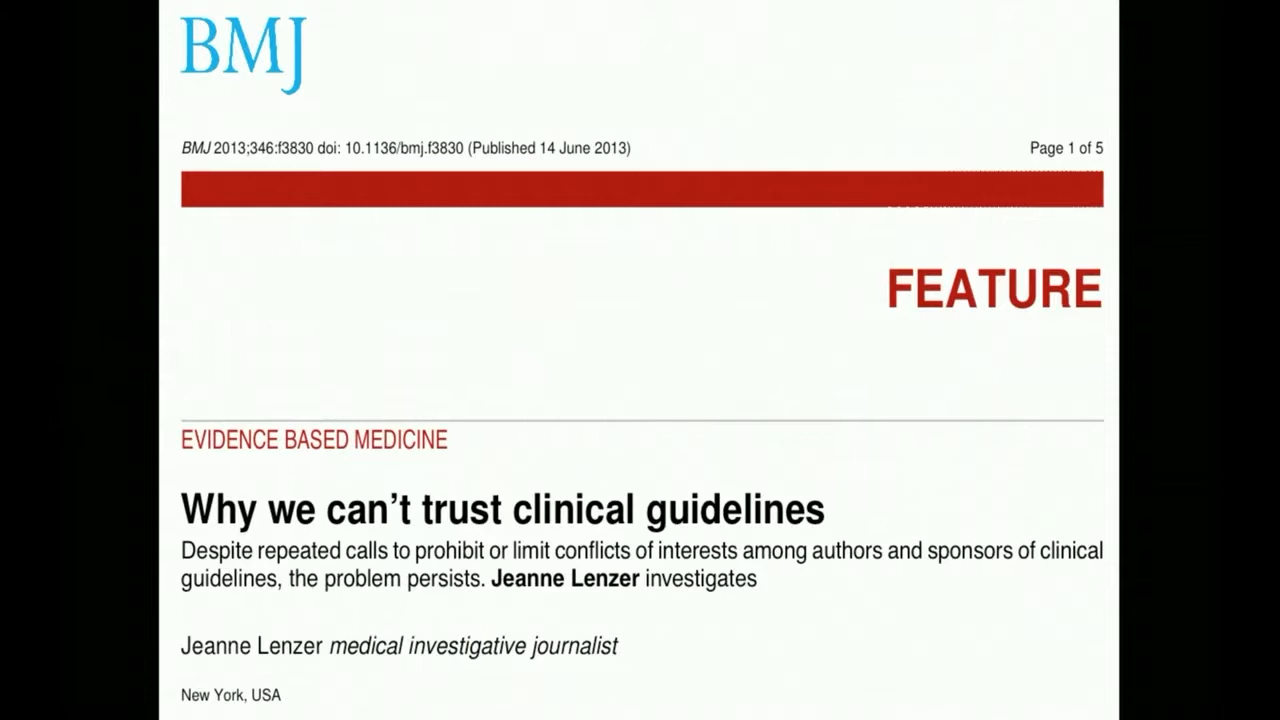 BMJ
BMJ 2013;346:f3830 doi: 10.1136/bmj.f3830 (Published 14 June 2013)
Page 1 of 5
FEATURE
EVIDENCE BASED MEDICINE
Why we can’t trust clinical guidelines
Despite repeated calls to prohibit or limit conflicts of interests among authors and sponsors of clinical
guidelines, the problem persists. Jeanne Lenzer investigates
Jeanne Lenzer medical investigative journalist
New York, USA